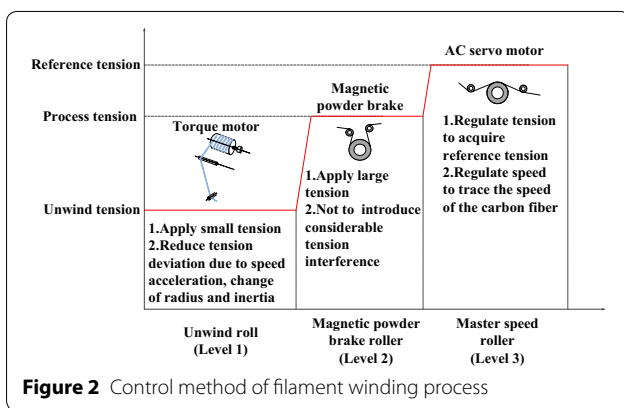 Reference tension
Process tension
Unwind tension
Torque motor
1.Apply small tension
2.Reduce tension
deviation due to speed
acceleration, change
of radius and inertia
Magnetic
powder brake
1.Apply large
tension
2.Not to introduce
considerable
tension
interference
AC servo motor
1.Regulate tension
to acquire
reference tension
2.Regulate speed
to trace the speed
of the carbon fiber
Unwind roll
(Level 1)
Magnetic powder
brake roller
(Level 2)
Master speed
roller
(Level 3)
Figure 2 Control method of filament winding process